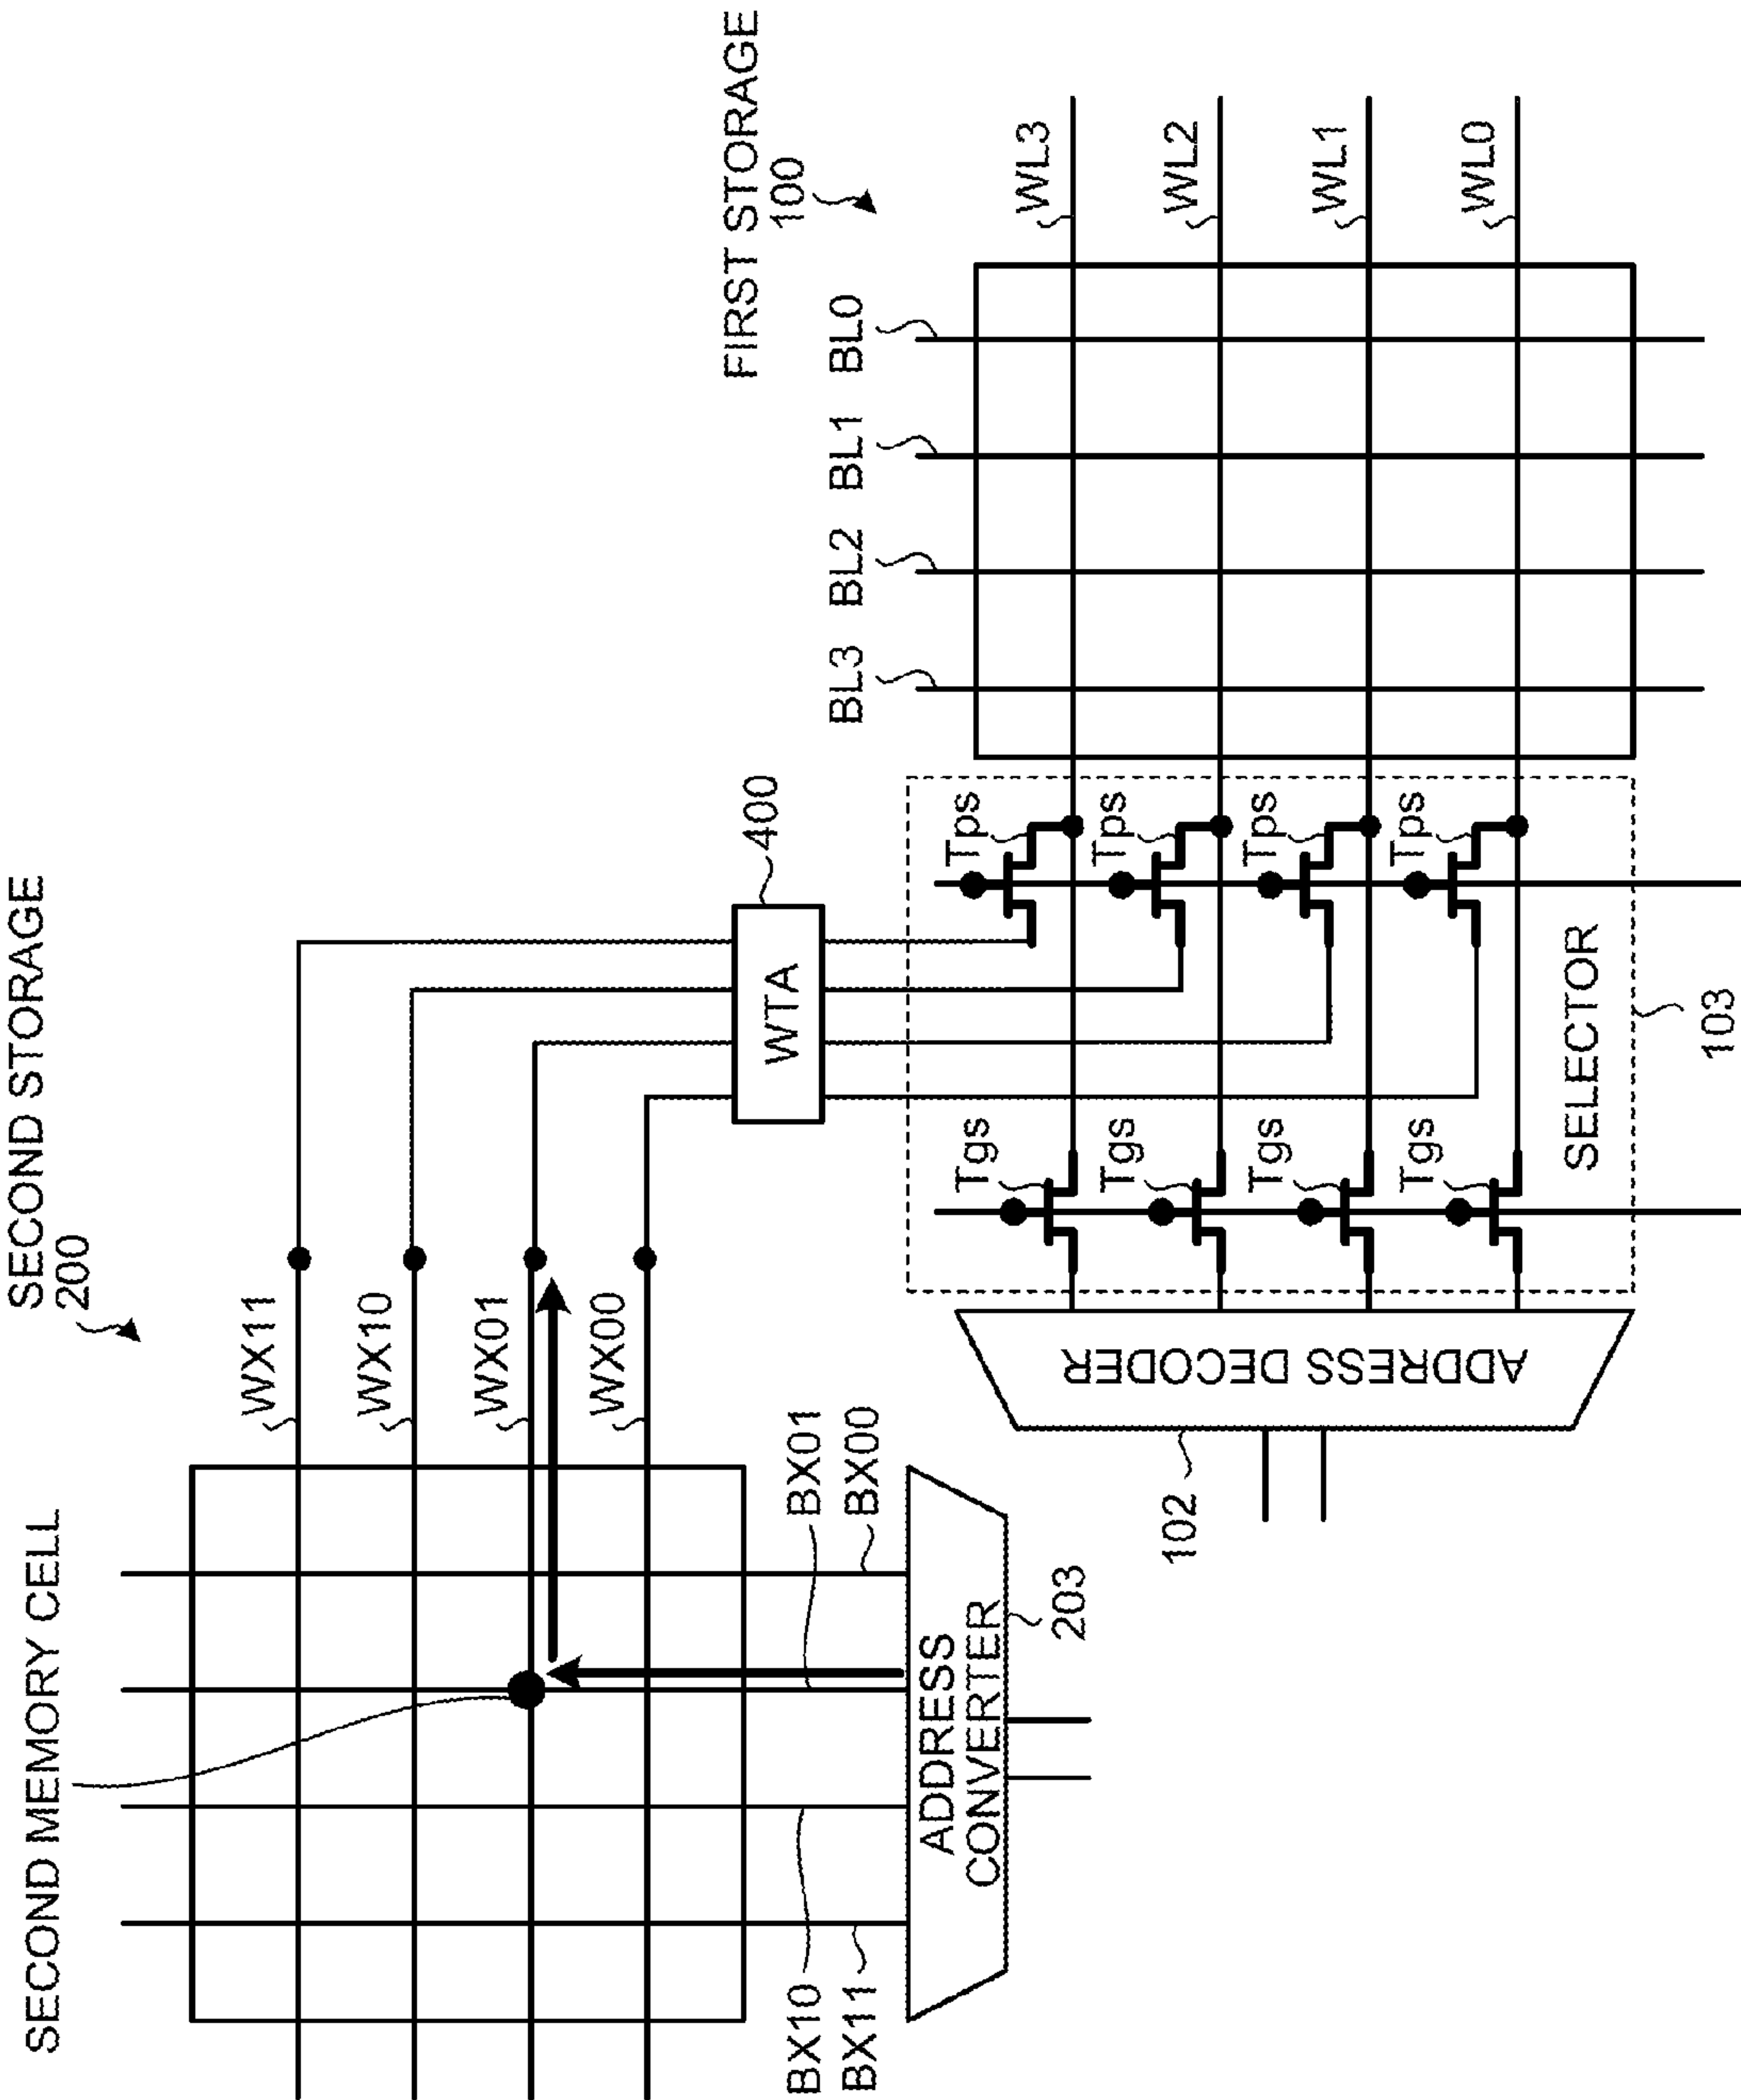 SECOND STORAGE
200
SECOND MEMORY CELL
WX11
WX10
WX01
WX00
BX01
BX00
BX10
BX11
ADDRESS
CONVERTER
203
WTA
400
FIRST STORAGE
100
BL3
BL2
BL1
BL0
WL3
WL2
WL1
WL0
Tgs
Tgs
Tgs
Tgs
Tps
Tps
Tps
Tps
SELECTOR
103
ADDRESS DECODER
102